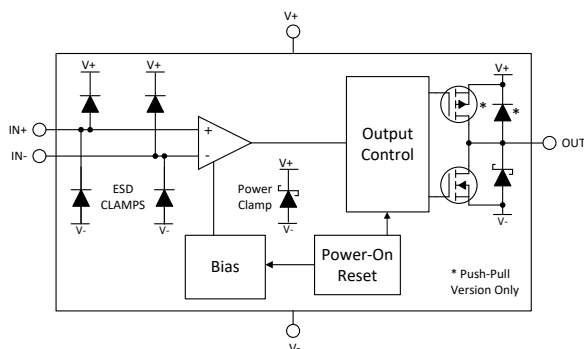 V+
V+
V+
V+
IN+
IN-
+
-
ESD
CLAMPS
V-
V-
Power
Clamp
V+
V-
Output
Control
*
*
OUT
V-
Bias
Power-On
Reset
* Push-Pull
Version Only